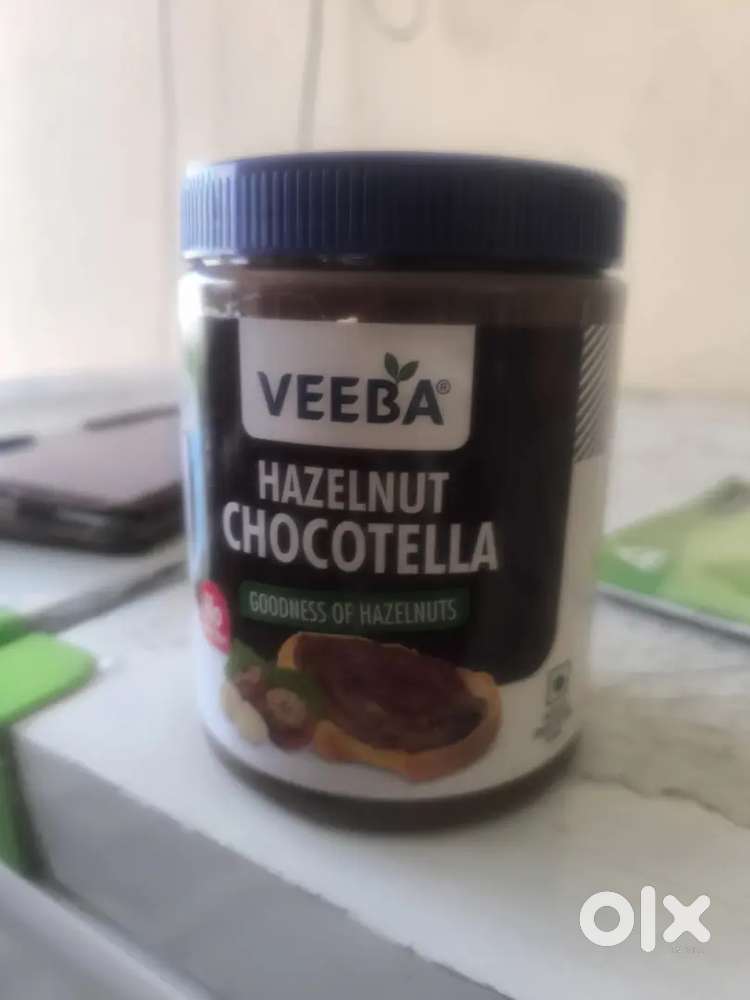 VEEBA®
HAZELNUT
CHOCOTELLA
GOODNESS OF HAZELNUTS
olx